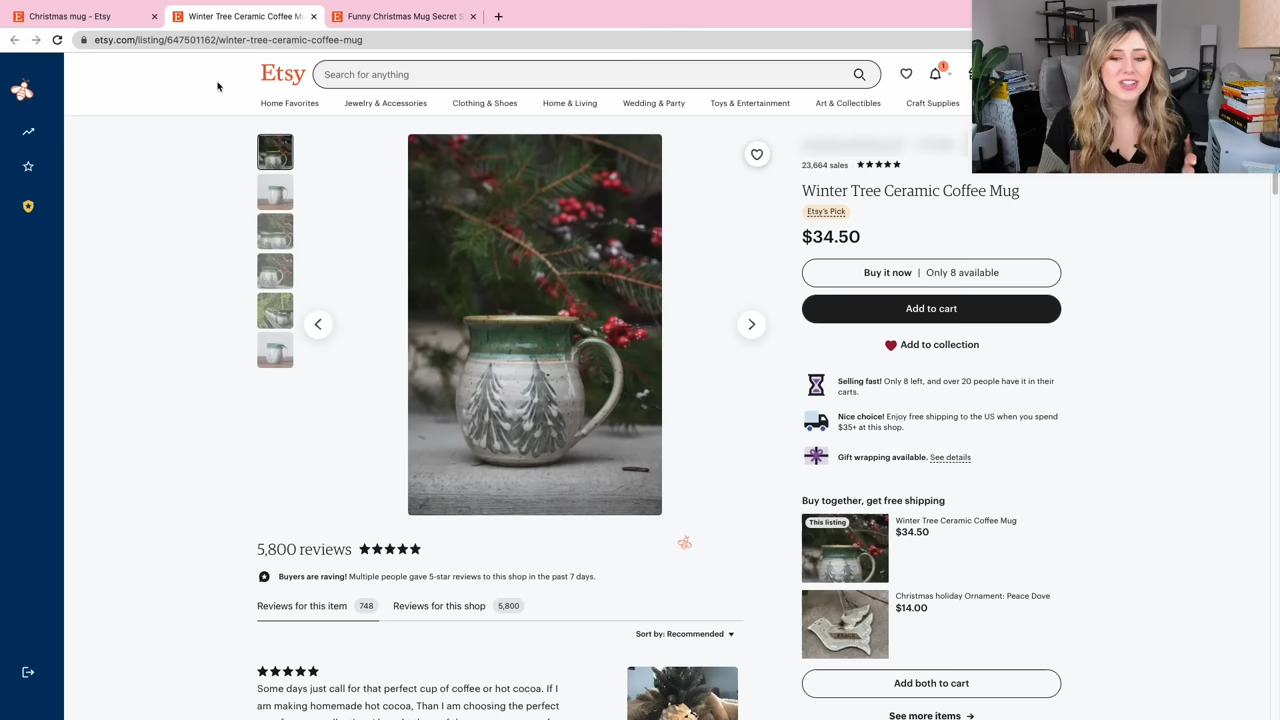 Christmas mug - Etsy
Winter Tree Ceramic Coffee Mu
Funny Christmas Mug Secret S
etsy.com/listing/647501162/winter-tree-ceramic-coffee-mug
Etsy
Search for anything
1
Home Favorites
Jewelry & Accessories
Clothing & Shoes
Home & Living
Wedding & Party
Toys & Entertainment
Art & Collectibles
Craft Supplies
23,664 sales
Winter Tree Ceramic Coffee Mug
Etsy's Pick
$34.50
Buy it now | Only 8 available
Add to cart
Add to collection
Selling fast! Only 8 left, and over 20 people have it in their
carts.
Nice choice! Enjoy free shipping to the US when you spend
$35+ at this shop.
Gift wrapping available. See details
Buy together, get free shipping
This listing
Winter Tree Ceramic Coffee Mug
$34.50
Christmas holiday Ornament: Peace Dove
$14.00
Add both to cart
See more items
5,800 reviews
Buyers are raving! Multiple people gave 5-star reviews to this shop in the past 7 days.
Reviews for this item 748
Reviews for this shop 5,800
Sort by: Recommended
Some days just call for that perfect cup of coffee or hot cocoa. If I
am making homemade hot cocoa, Than I am choosing the perfect